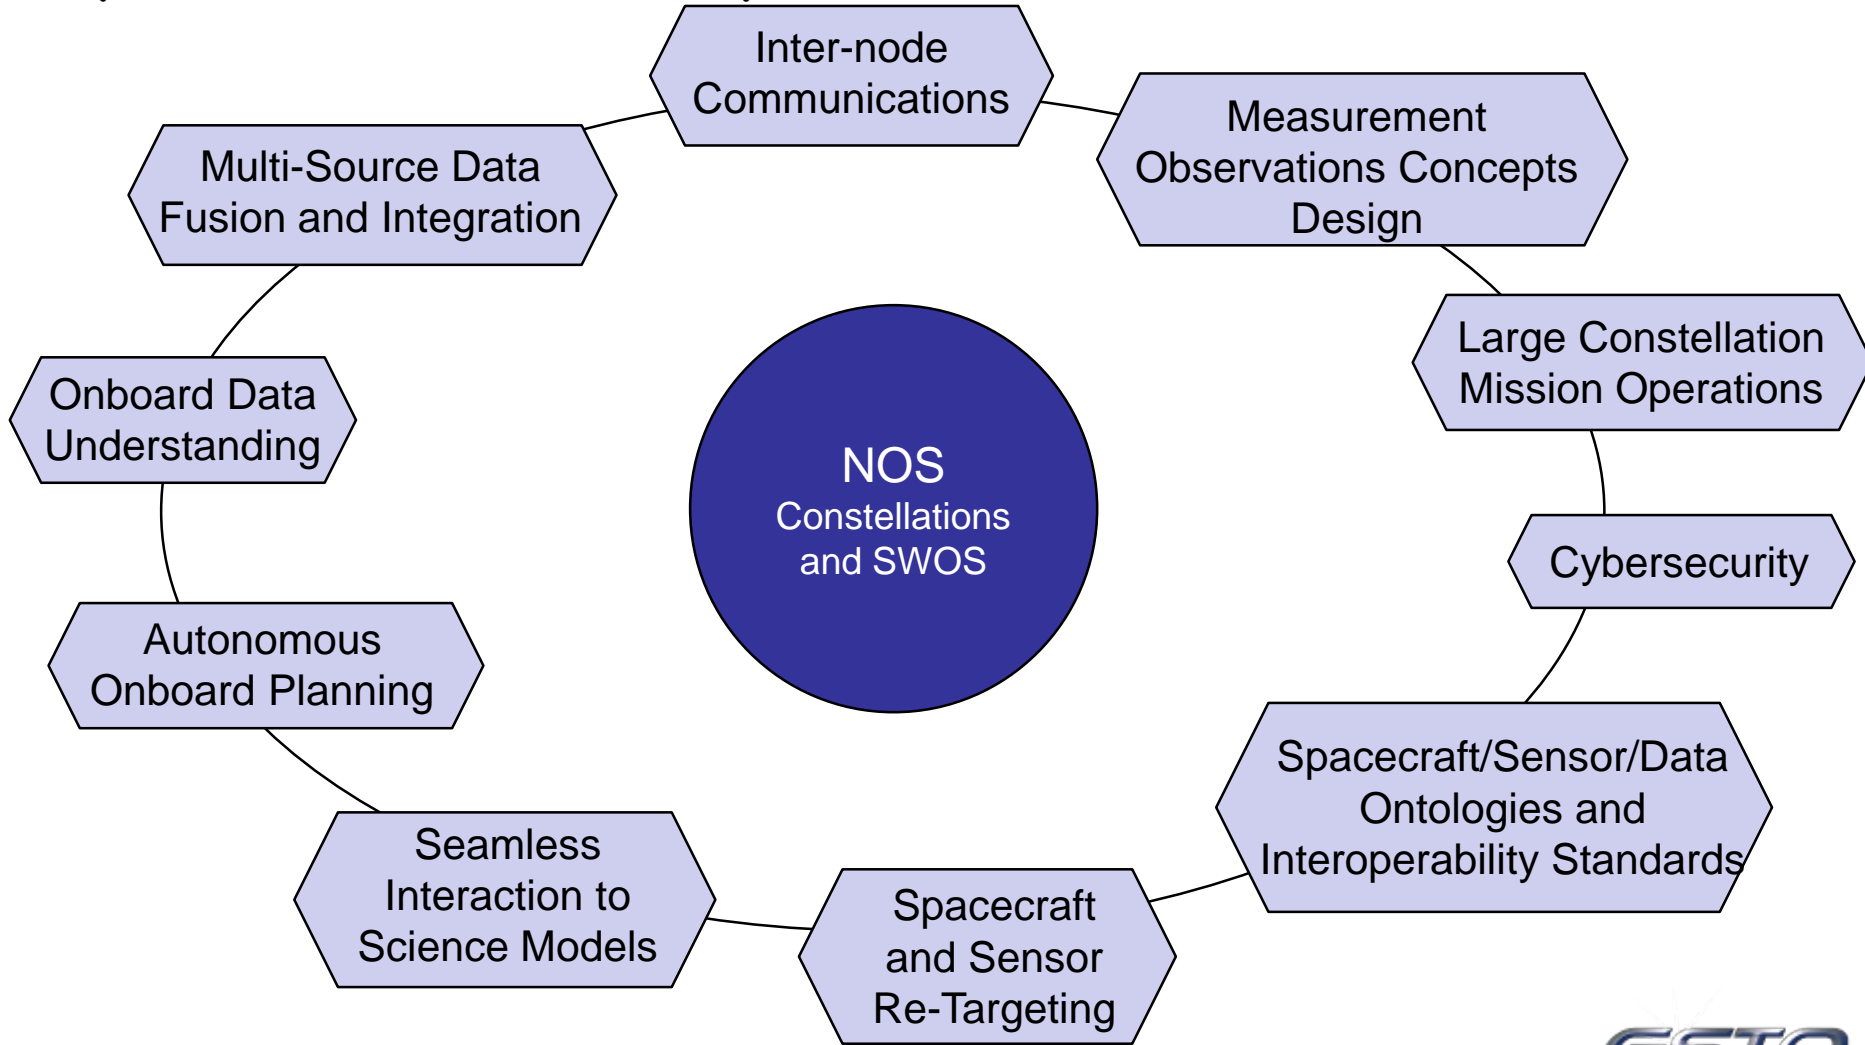 Inter-node
Communications
Measurement
Observations Concepts
Design
Multi-Source Data
Fusion and Integration
Large Constellation
Mission Operations
Onboard Data
Understanding
NOS
Constellations
and SWOS
Cybersecurity
Autonomous
Onboard Planning
Spacecraft/Sensor/Data
Ontologies and
Interoperability Standards
Seamless
Interaction to
Science Models
Spacecraft
and Sensor
Re-Targeting